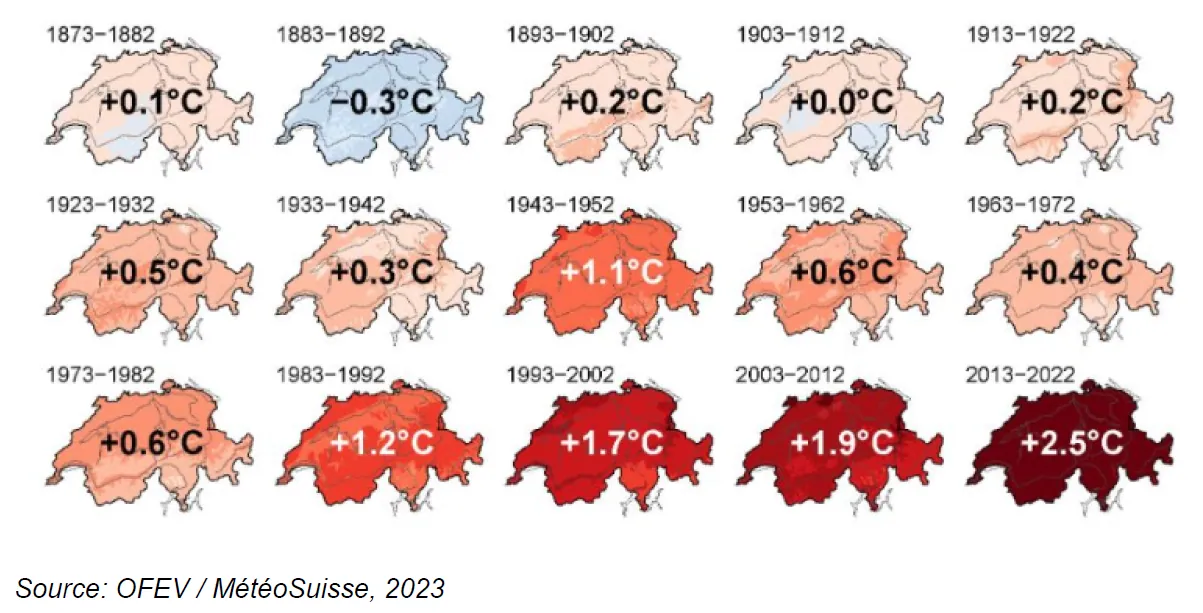 1873–1882 1883–1892 1893–1902 1903–1912 1913–1922
+0.1°C −0.3°C +0.2°C +0.0°C +0.2°C
1923–1932 1933–1942 1943–1952 1953–1962 1963–1972
+0.5°C +0.3°C +1.1°C +0.6°C +0.4°C
1973–1982 1983–1992 1993–2002 2003–2012 2013–2022
+0.6°C +1.2°C +1.7°C +1.9°C +2.5°C
Source: OFEV / MétéoSuisse, 2023